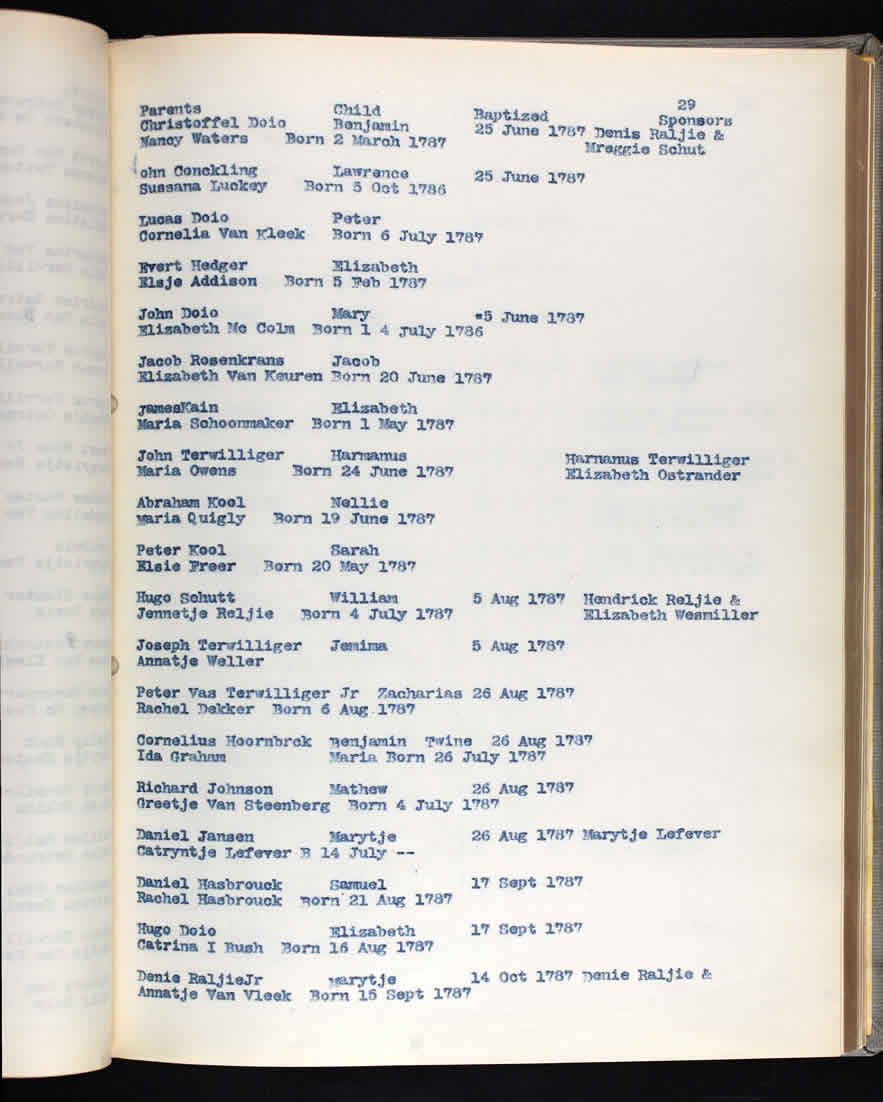 29
Parents Child Baptized Sponsors
Christoffel Doio Benjamin 25 June 1787 Denis Raljie &
Nancy Waters Born 2 March 1787 Mreggie Schut
ohn Conckling Lawrence 25 June 1787
Sussana Luckey Born 5 Oct 1786
Lucas Doio Peter
Cornelia Van Kleek Born 6 July 1787
Evert Hedger Elizabeth
Elsje Addison Born 5 Feb 1787
John Doio Mary 5 June 1787
Elizabeth Mc Colm Born 1 4 July 1786
Jacob Rosenkrans Jacob
Elizabeth Van Keuren Born 20 June 1787
JamesKain Elizabeth
Maria Schoonmaker Born 1 May 1787
John Terwilliger Harmanus Harnanus Terwilliger
Maria Owens Born 24 June 1787 Elizabeth Ostrander
Abraham Kool Nellie
Maria Quigly Born 19 June 1787
Peter Kool Sarah
Elsie Freer Born 20 May 1787
Hugo Schutt William 5 Aug 1787 Hendrick Reljie &
Jennetje Reljie Born 4 July 1787 Elizabeth Wesmiller
Joseph Terwilliger Jemima 5 Aug 1787
Annatje Weller
Peter Vas Terwilliger Jr Zacharias 26 Aug 1787
Rachel Dekker Born 6 Aug 1787
Cornelius Hoornbrck Benjamin Twins 26 Aug 1787
Ida Graham Maria Born 26 July 1787
Richard Johnson Mathew 26 Aug 1787
Greetje Van Steenberg Born 4 July 1787
Daniel Jansen Marytje 26 Aug 1787 Marytje Lefever
Catryntje Lefever B 14 July --
Daniel Hasbrouck Samuel 17 Sept 1787
Rachel Hasbrouck Born 21 Aug 1787
Hugo Doio Elizabeth 17 Sept 1787
Catrina I Bush Born 16 Aug 1787
Denie RaljieJr Marytje 14 Oct 1787 Denie Raljie &
Annatje Van Vleek Born 15 Sept 1787